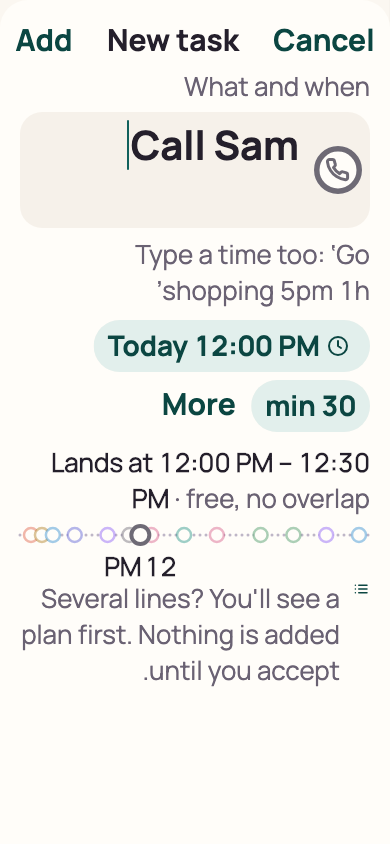 Add New task Cancel
What and when
Call Sam
Type a time too: ‘Go
shopping 5pm 1h’
Today 12:00 PM
More 30 min
Lands at 12:00 PM – 12:30
PM · free, no overlap
12 PM
Several lines? You'll see a
plan first. Nothing is added
until you accept.